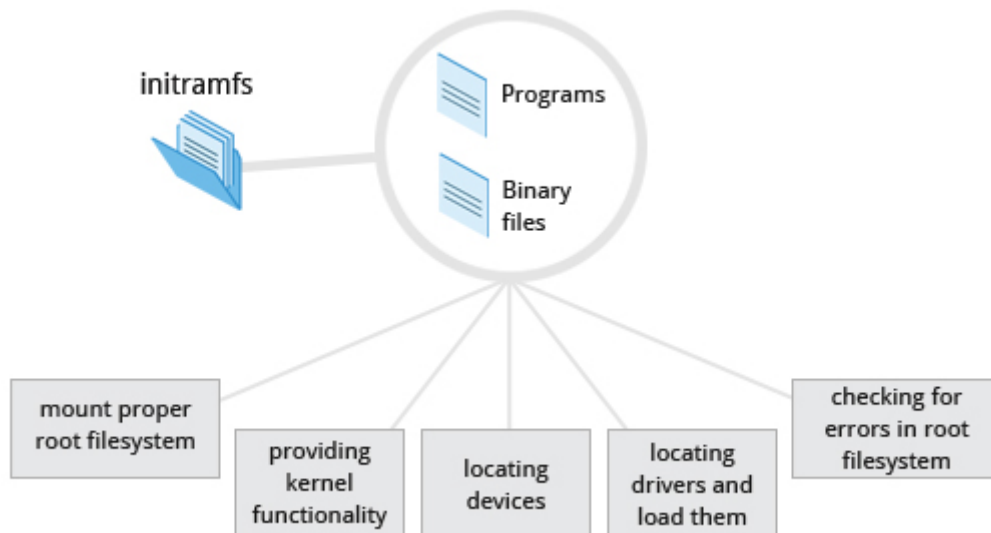 initramfs
Programs
Binary
files
mount proper
root filesystem
providing
kernel
functionality
locating
devices
locating
drivers and
load them
checking for
errors in root
filesystem